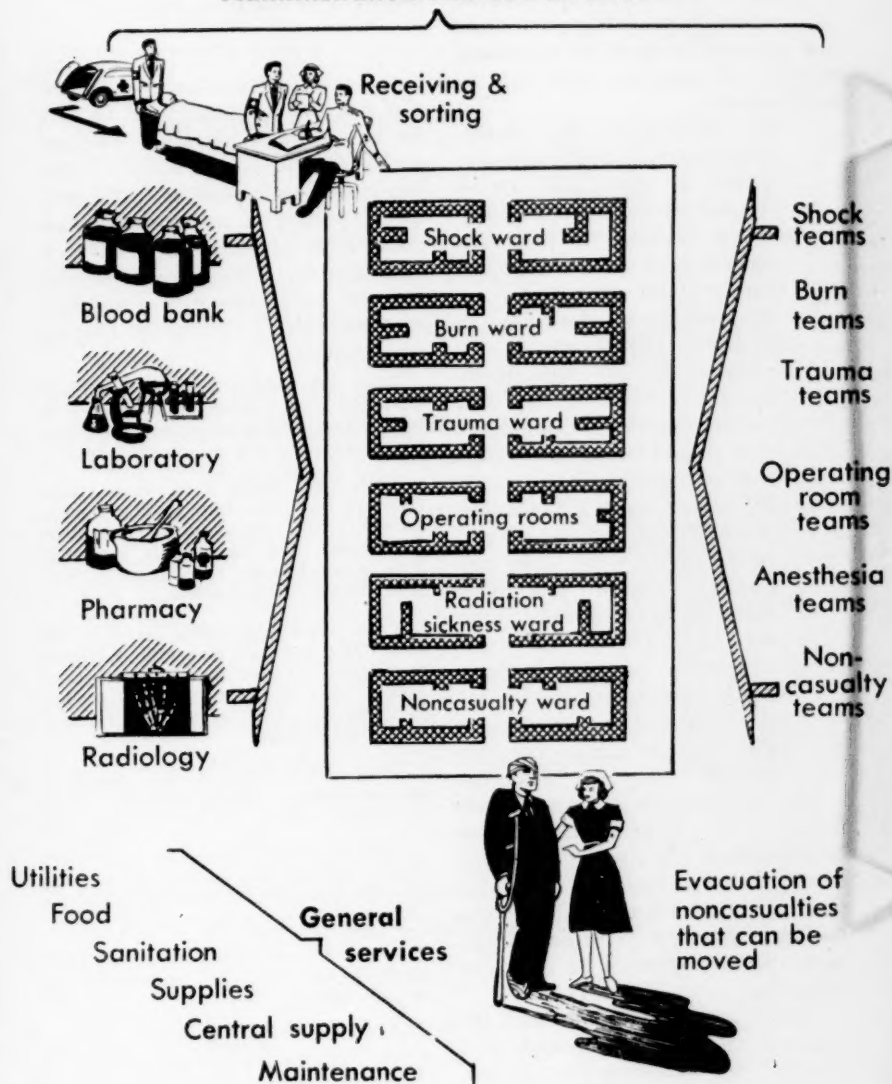 Receiving &
sorting
Blood bank
Laboratory
Pharmacy
Radiology
Shock ward
Burn ward
Trauma ward
Operating rooms
Radiation
sickness ward
Noncasualty ward
Shock
teams
Burn
teams
Trauma
teams
Operating
room
teams
Anesthesia
teams
Non-
casualty
teams
Utilities
Food
Sanitation
Supplies
Central supply
Maintenance
General
services
Evacuation of
noncasualties
that can be
moved